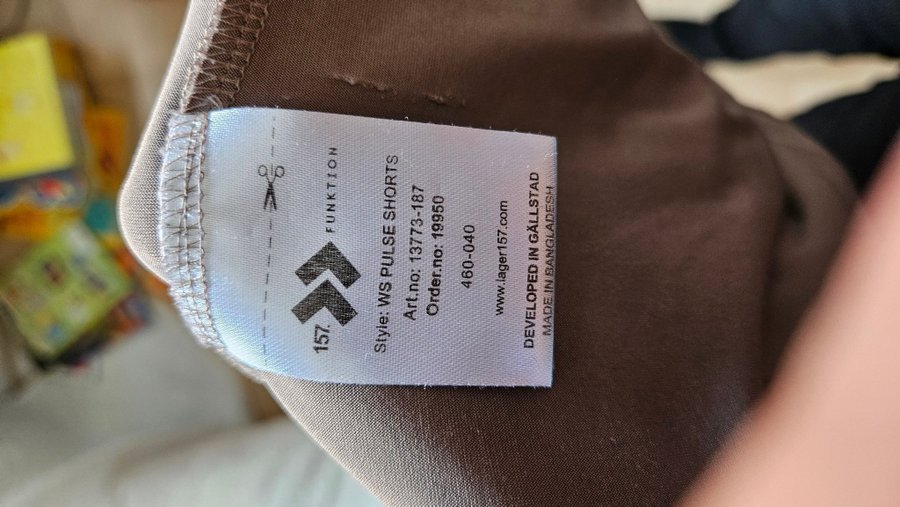 157. FUNKTION
Style: WS PULSE SHORTS
Art.no: 13773-187
Order.no: 19950
460-040
www.lager157.com
DEVELOPED IN GÄLLSTAD
MADE IN BANGLADESH